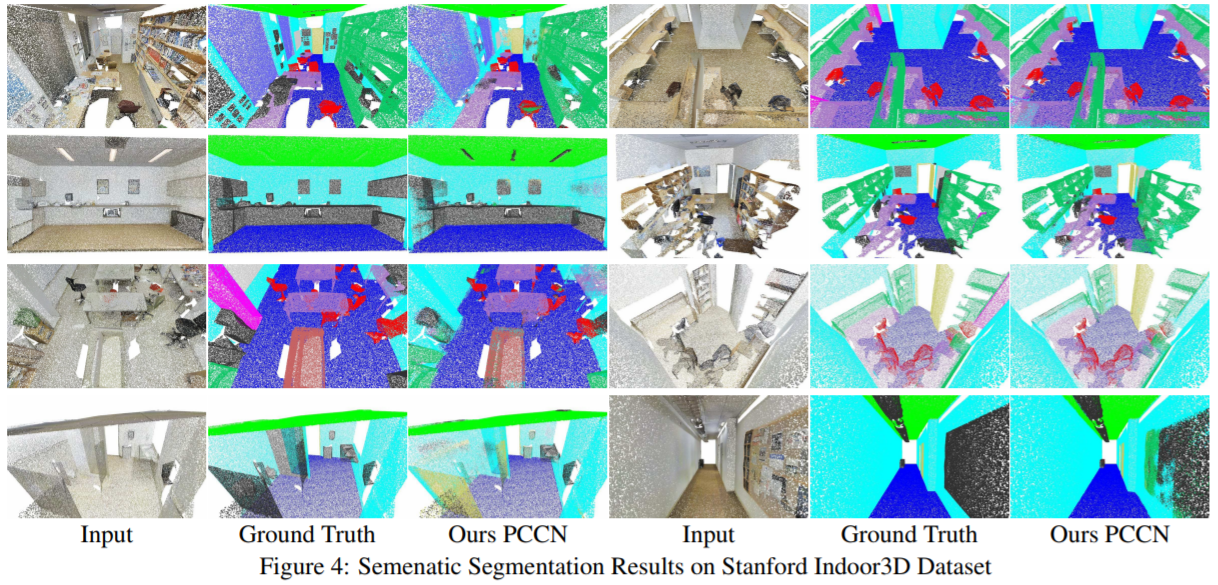 Input Ground Truth Ours PCCN Input Ground Truth Ours PCCN
Figure 4: Semenatic Segmentation Results on Stanford Indoor3D Dataset